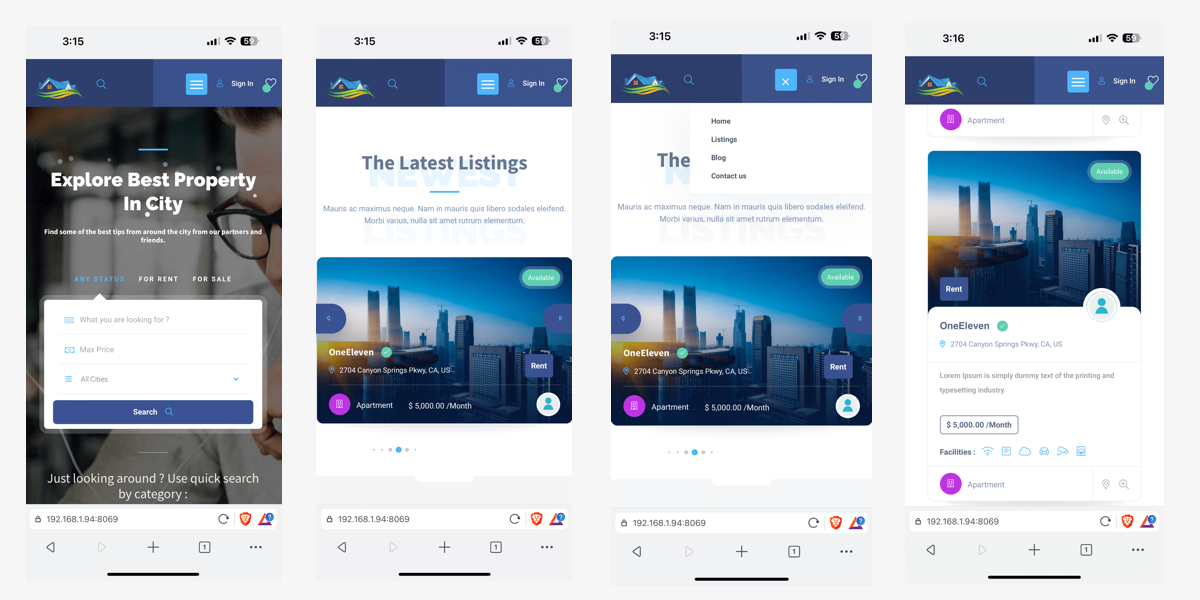 3:15
59
Sign In
Explore Best Property
In City
Find some of the best tips from around the city from our partners and
friends.
ANY STATUS FOR RENT FOR SALE
What you are looking for ?
Max Price
All Cities
Search
Just looking around ? Use quick search
by category :
192.168.1.94:8069
1
3:15
59
Sign In
NEWEST
The Latest Listings
Mauris ac maximus neque. Nam in mauris quis libero sodales eleifend.
Morbi varius, nulla sit amet rutrum elementum.
LISTINGS
Available
OneEleven
2704 Canyon Springs Pkwy, CA, US
Rent
Apartment $ 5,000.00 /Month
192.168.1.94:8069
1
3:15
59
Sign In
Home
Listings
Blog
Contact us
The
Mauris ac maximus neque. Nam in mauris quis libero sodales eleifend.
Morbi varius, nulla sit amet rutrum elementum.
LISTINGS
Available
OneEleven
2704 Canyon Springs Pkwy, CA, US
Rent
Apartment $ 5,000.00 /Month
192.168.1.94:8069
1
3:16
59
Sign In
Apartment
Available
Rent
OneEleven
2704 Canyon Springs Pkwy, CA, US
Lorem Ipsum is simply dummy text of the printing and
typesetting industry.
$ 5,000.00 /Month
Facilities :
Apartment
192.168.1.94:8069
1